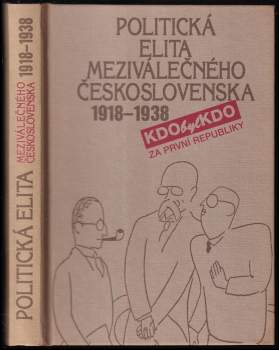 POLITICKÁ ELITA MEZIVÁLEČNÉHO ČESKOSLOVENSKA 1918-1938
POLITICKÁ
ELITA
MEZIVÁLEČNÉHO
ČESKOSLOVENSKA
1918-1938
KDO byl KDO
ZA PRVNÍ REPUBLIKY